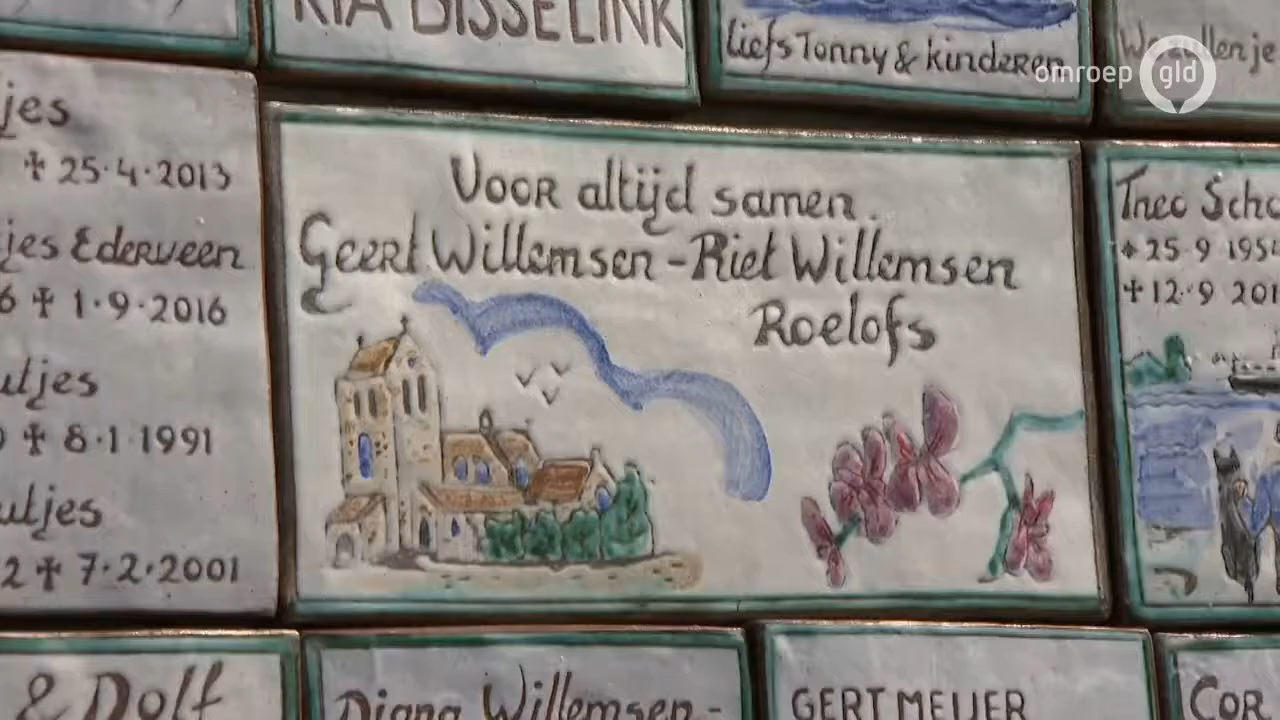 RIA BISSELINK
Liefs Tonny & kinderen
omroep gld
jes
✝ 25·4·2013
jes Ederveen
6 ✝ 1·9·2016
utjes
✝ 8·1·1991
utjes
2 ✝ 7·2·2001
Voor altijd samen
Geert Willemsen - Riet Willemsen
Roelofs
Theo Scho
25·9 1954
✝ 12·9 201
& Dolf
Diana Willemsen -
GERT MEIJER
COR